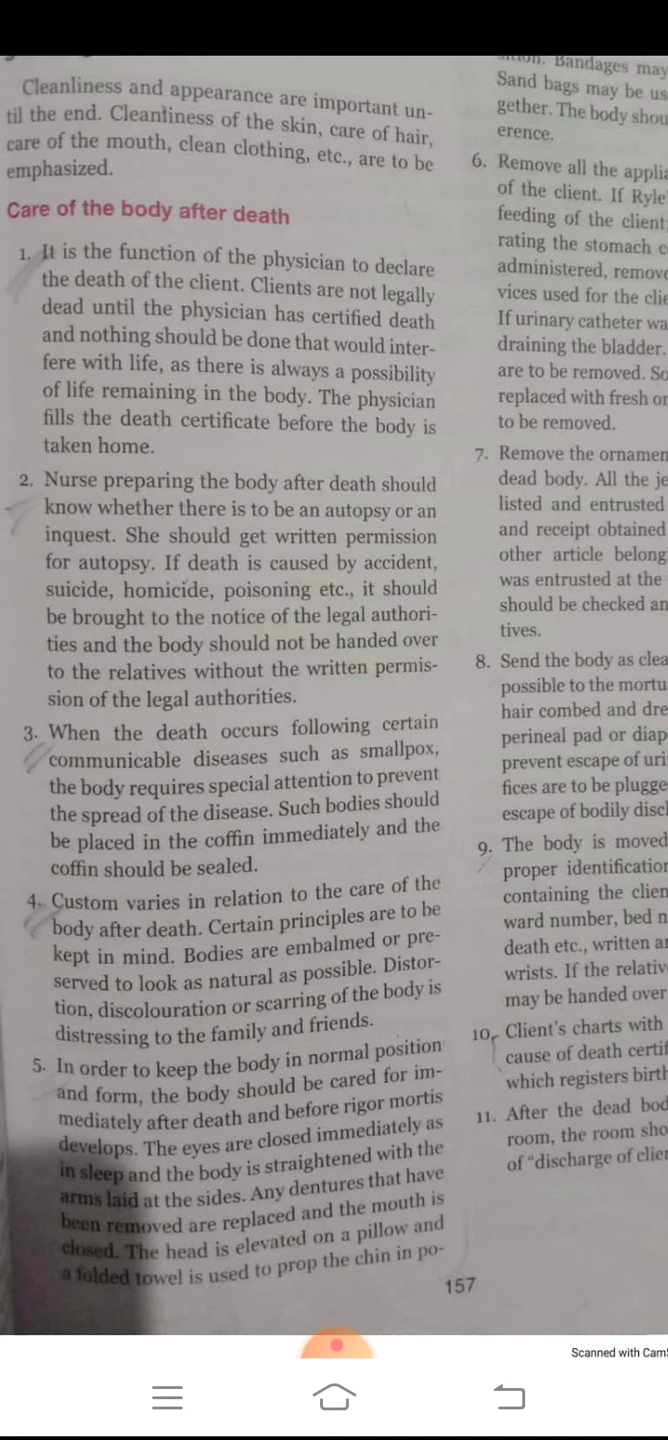 Cleanliness and appearance are important un-
til the end. Cleanliness of the skin, care of hair,
care of the mouth, clean clothing, etc., are to be
emphasized.
Care of the body after death
1. It is the function of the physician to declare
the death of the client. Clients are not legally
dead until the physician has certified death
and nothing should be done that would inter-
fere with life, as there is always a possibility
of life remaining in the body. The physician
fills the death certificate before the body is
taken home.
2. Nurse preparing the body after death should
know whether there is to be an autopsy or an
inquest. She should get written permission
for autopsy. If death is caused by accident,
suicide, homicide, poisoning etc., it should
be brought to the notice of the legal authori-
ties and the body should not be handed over
to the relatives without the written permis-
sion of the legal authorities.
3. When the death occurs following certain
communicable diseases such as smallpox,
the body requires special attention to prevent
the spread of the disease. Such bodies should
be placed in the coffin immediately and the
coffin should be sealed.
4. Custom varies in relation to the care of the
body after death. Certain principles are to be
kept in mind. Bodies are embalmed or pre-
served to look as natural as possible. Distor-
tion, discolouration or scarring of the body is
distressing to the family and friends.
5. In order to keep the body in normal position
and form, the body should be cared for im-
mediately after death and before rigor mortis
develops. The eyes are closed immediately as
in sleep and the body is straightened with the
arms laid at the sides. Any dentures that have
been removed are replaced and the mouth is
closed. The head is elevated on a pillow and
a folded towel is used to prop the chin in po-
Bandages may
Sand bags may be us
gether. The body shou
erence.
6. Remove all the applia
of the client. If Ryle'
feeding of the client;
rating the stomach c
administered, remove
vices used for the clie
If urinary catheter wa
draining the bladder.
are to be removed. So
replaced with fresh or
to be removed.
7. Remove the ornamen
dead body. All the je
listed and entrusted
and receipt obtained
other article belong
was entrusted at the
should be checked an
tives.
8. Send the body as clea
possible to the mortu
hair combed and dre
perineal pad or diap
prevent escape of uri
fices are to be plugge
escape of bodily discl
9. The body is moved
proper identification
containing the clien
ward number, bed n
death etc., written an
wrists. If the relativ
may be handed over
10. Client's charts with
cause of death certif
which registers birth
11. After the dead bod
room, the room sho
of "discharge of clien
157
Scanned with Cam